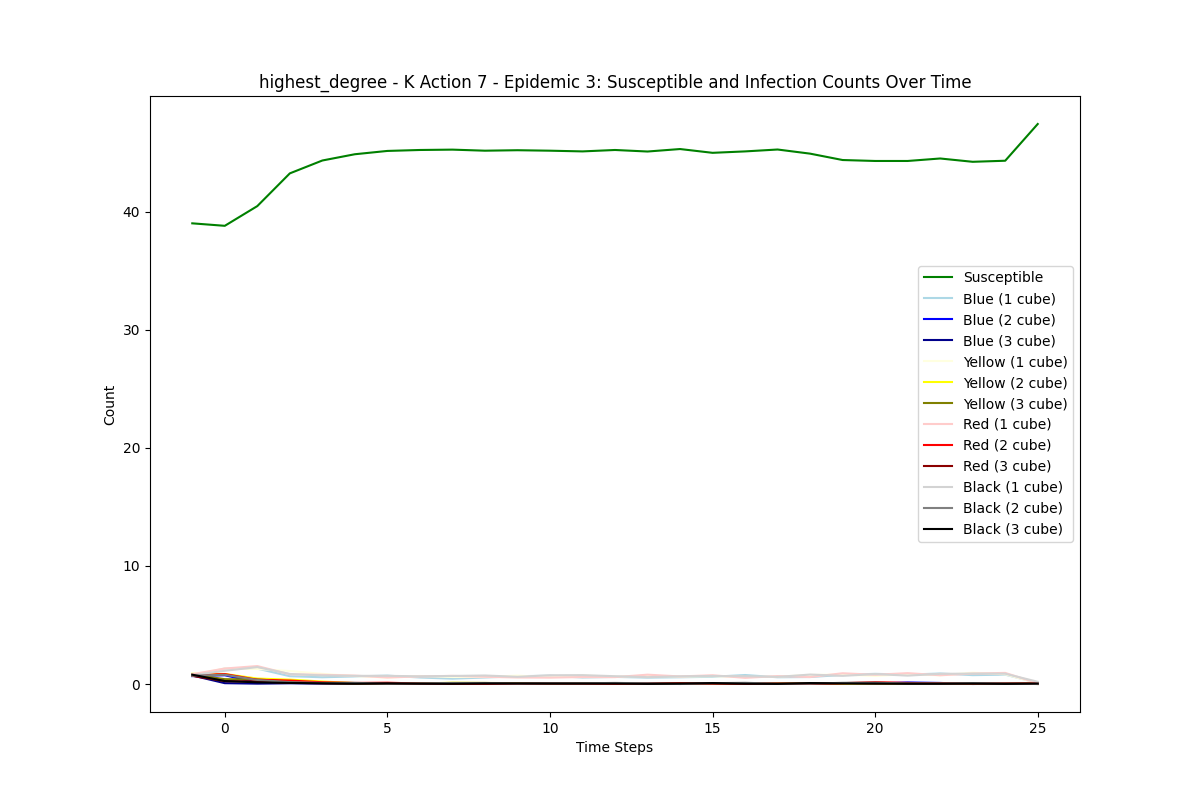 highest_degree - K Action 7 - Epidemic 3: Susceptible and Infection Counts Over Time
Count
40
30
20
10
0
Susceptible
Blue (1 cube)
Blue (2 cube)
Blue (3 cube)
Yellow (1 cube)
Yellow (2 cube)
Yellow (3 cube)
Red (1 cube)
Red (2 cube)
Red (3 cube)
Black (1 cube)
Black (2 cube)
Black (3 cube)
0 5 10 15 20 25
Time Steps